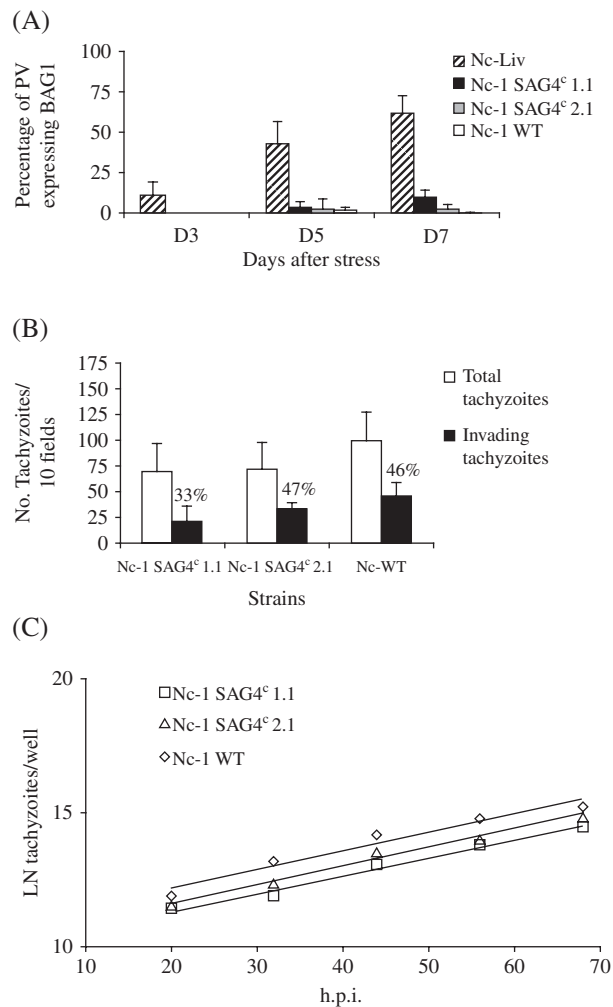 (A)
Percentage of PV
expressing BAG1
100
75
50
25
0
D3 D5 D7
Days after stress
Nc-Liv
Nc-1 SAG4ᶜ 1.1
Nc-1 SAG4ᶜ 2.1
Nc-1 WT
(B)
No. Tachyzoites/
10 fields
175
150
125
100
75
50
25
0
33%
47%
46%
Nc-1 SAG4ᶜ 1.1 Nc-1 SAG4ᶜ 2.1 Nc-WT
Strains
Total
tachyzoites
Invading
tachyzoites
(C)
LN tachyzoites/well
20
15
10
Nc-1 SAG4ᶜ 1.1
Nc-1 SAG4ᶜ 2.1
Nc-1 WT
10 20 30 40 50 60 70
h.p.i.